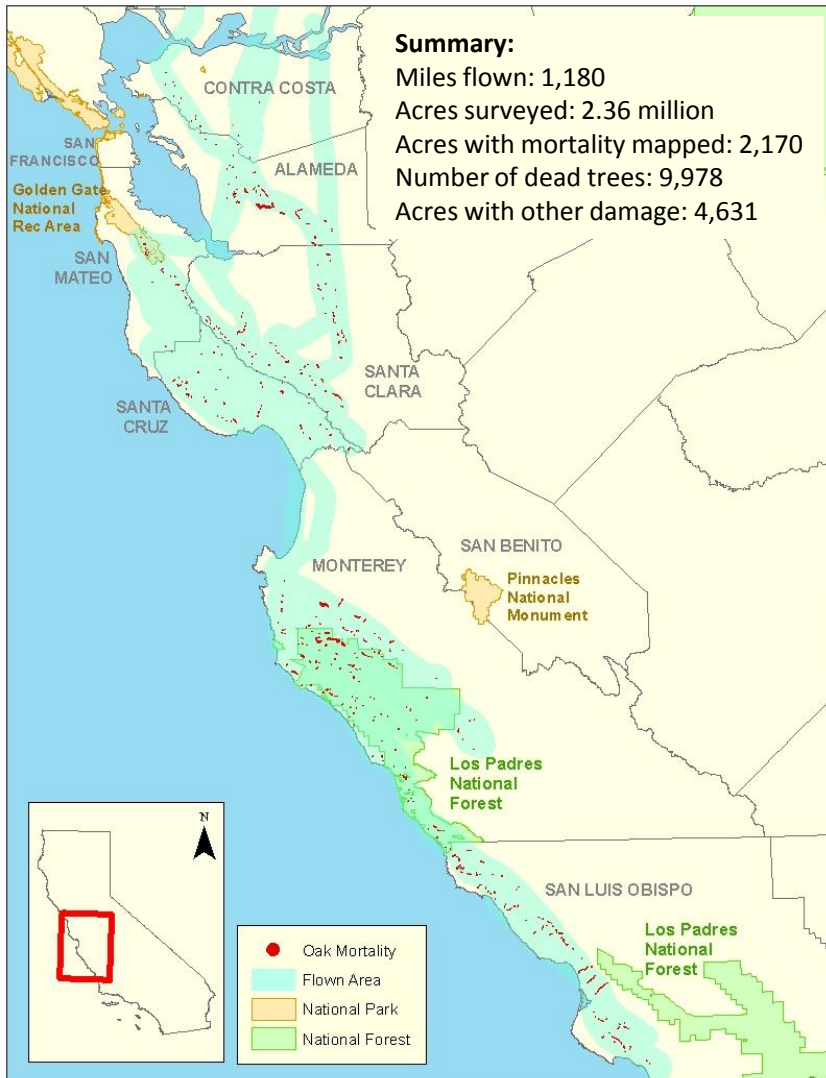 Summary:
Miles flown: 1,180
Acres surveyed: 2.36 million
Acres with mortality mapped: 2,170
Number of dead trees: 9,978
Acres with other damage: 4,631
CONTRA COSTA
SAN
FRANCISCO
ALAMEDA
Golden Gate
National
Rec Area
SAN
MATEO
SANTA
CLARA
SANTA
CRUZ
SAN BENITO
MONTEREY
Pinnacles
National
Monument
Los Padres
National
Forest
SAN LUIS OBISPO
Los Padres
National
Forest
N
Oak Mortality
Flown Area
National Park
National Forest